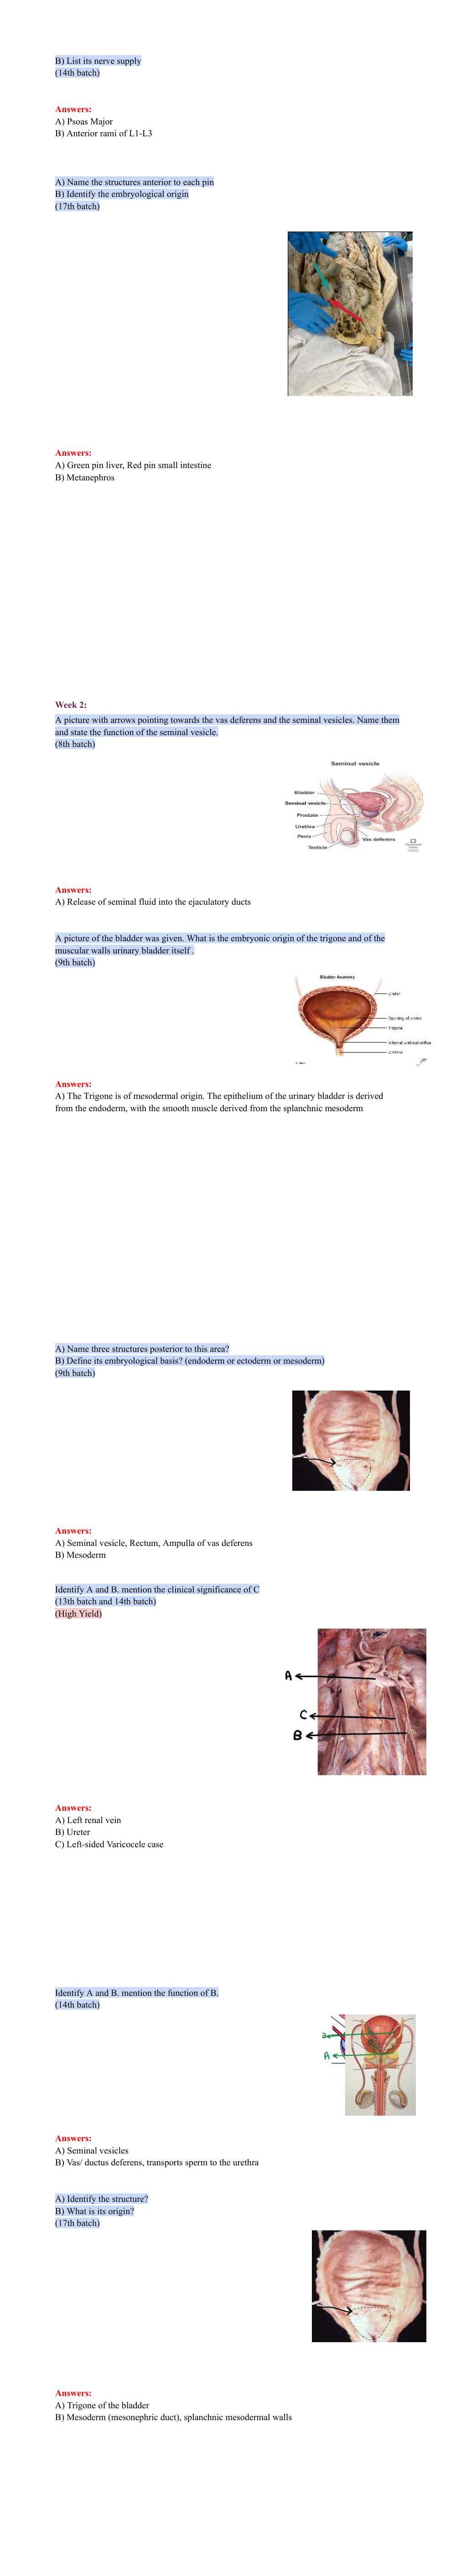 B) List its nerve supply
(14th batch)
Answers:
A) Psoas Major
B) Anterior rami of L1-L3
A) Name the structures anterior to each pin
B) Identify the embryological origin
(17th batch)
Answers:
A) Green pin liver, Red pin small intestine
B) Metanephros
Week 2:
A picture with arrows pointing towards the vas deferens and the seminal vesicles. Name them
and state the function of the seminal vesicle.
(8th batch)
Seminal vesicle
Bladder
Seminal vesicle
Prostate
Urethra
Penis
Testicle
Vas deferens
Answers:
A) Release of seminal fluid into the ejaculatory ducts
A picture of the bladder was given. What is the embryonic origin of the trigone and of the
muscular walls urinary bladder itself .
(9th batch)
Bladder Anatomy
Ureter
Opening of ureter
Trigone
Internal urethral orifice
Urethra
Answers:
A) The Trigone is of mesodermal origin. The epithelium of the urinary bladder is derived
from the endoderm, with the smooth muscle derived from the splanchnic mesoderm
A) Name three structures posterior to this area?
B) Define its embryological basis? (endoderm or ectoderm or mesoderm)
(9th batch)
Answers:
A) Seminal vesicle, Rectum, Ampulla of vas deferens
B) Mesoderm
Identify A and B. mention the clinical significance of C
(13th batch and 14th batch)
(High Yield)
A
C
B
Answers:
A) Left renal vein
B) Ureter
C) Left-sided Varicocele case
Identify A and B. mention the function of B.
(14th batch)
B
A
Answers:
A) Seminal vesicles
B) Vas/ ductus deferens, transports sperm to the urethra
A) Identify the structure?
B) What is its origin?
(17th batch)
Answers:
A) Trigone of the bladder
B) Mesoderm (mesonephric duct), splanchnic mesodermal walls